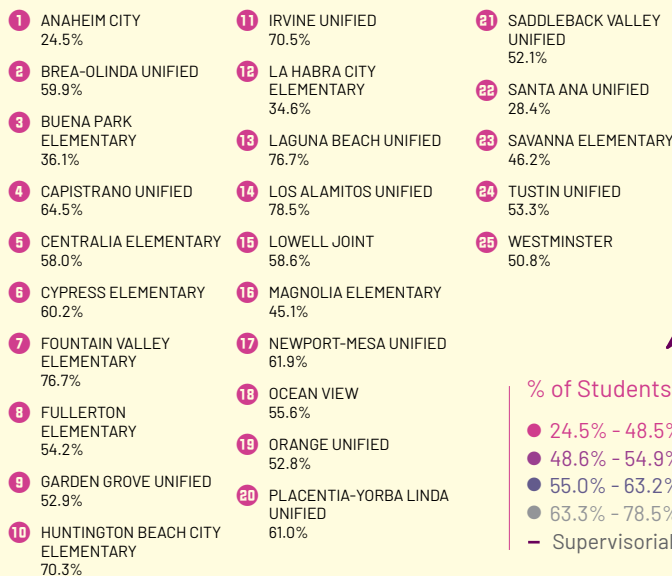 1 ANAHEIM CITY
24.5%
2 BREA-OLINDA UNIFIED
59.9%
3 BUENA PARK
ELEMENTARY
36.1%
4 CAPISTRANO UNIFIED
64.5%
5 CENTRALIA ELEMENTARY
58.0%
6 CYPRESS ELEMENTARY
60.2%
7 FOUNTAIN VALLEY
ELEMENTARY
76.7%
8 FULLERTON
ELEMENTARY
54.2%
9 GARDEN GROVE UNIFIED
52.9%
10 HUNTINGTON BEACH CITY
ELEMENTARY
70.3%
11 IRVINE UNIFIED
70.5%
12 LA HABRA CITY
ELEMENTARY
34.6%
13 LAGUNA BEACH UNIFIED
76.7%
14 LOS ALAMITOS UNIFIED
78.5%
15 LOWELL JOINT
58.6%
16 MAGNOLIA ELEMENTARY
45.1%
17 NEWPORT-MESA UNIFIED
61.9%
18 OCEAN VIEW
55.6%
19 ORANGE UNIFIED
52.8%
20 PLACENTIA-YORBA LINDA
UNIFIED
61.0%
21 SADDLEBACK VALLEY
UNIFIED
52.1%
22 SANTA ANA UNIFIED
28.4%
23 SAVANNA ELEMENTARY
46.2%
24 TUSTIN UNIFIED
53.3%
25 WESTMINSTER
50.8%
% of Students
24.5% - 48.5%
48.6% - 54.9%
55.0% - 63.2%
63.3% - 78.5%
Supervisorial